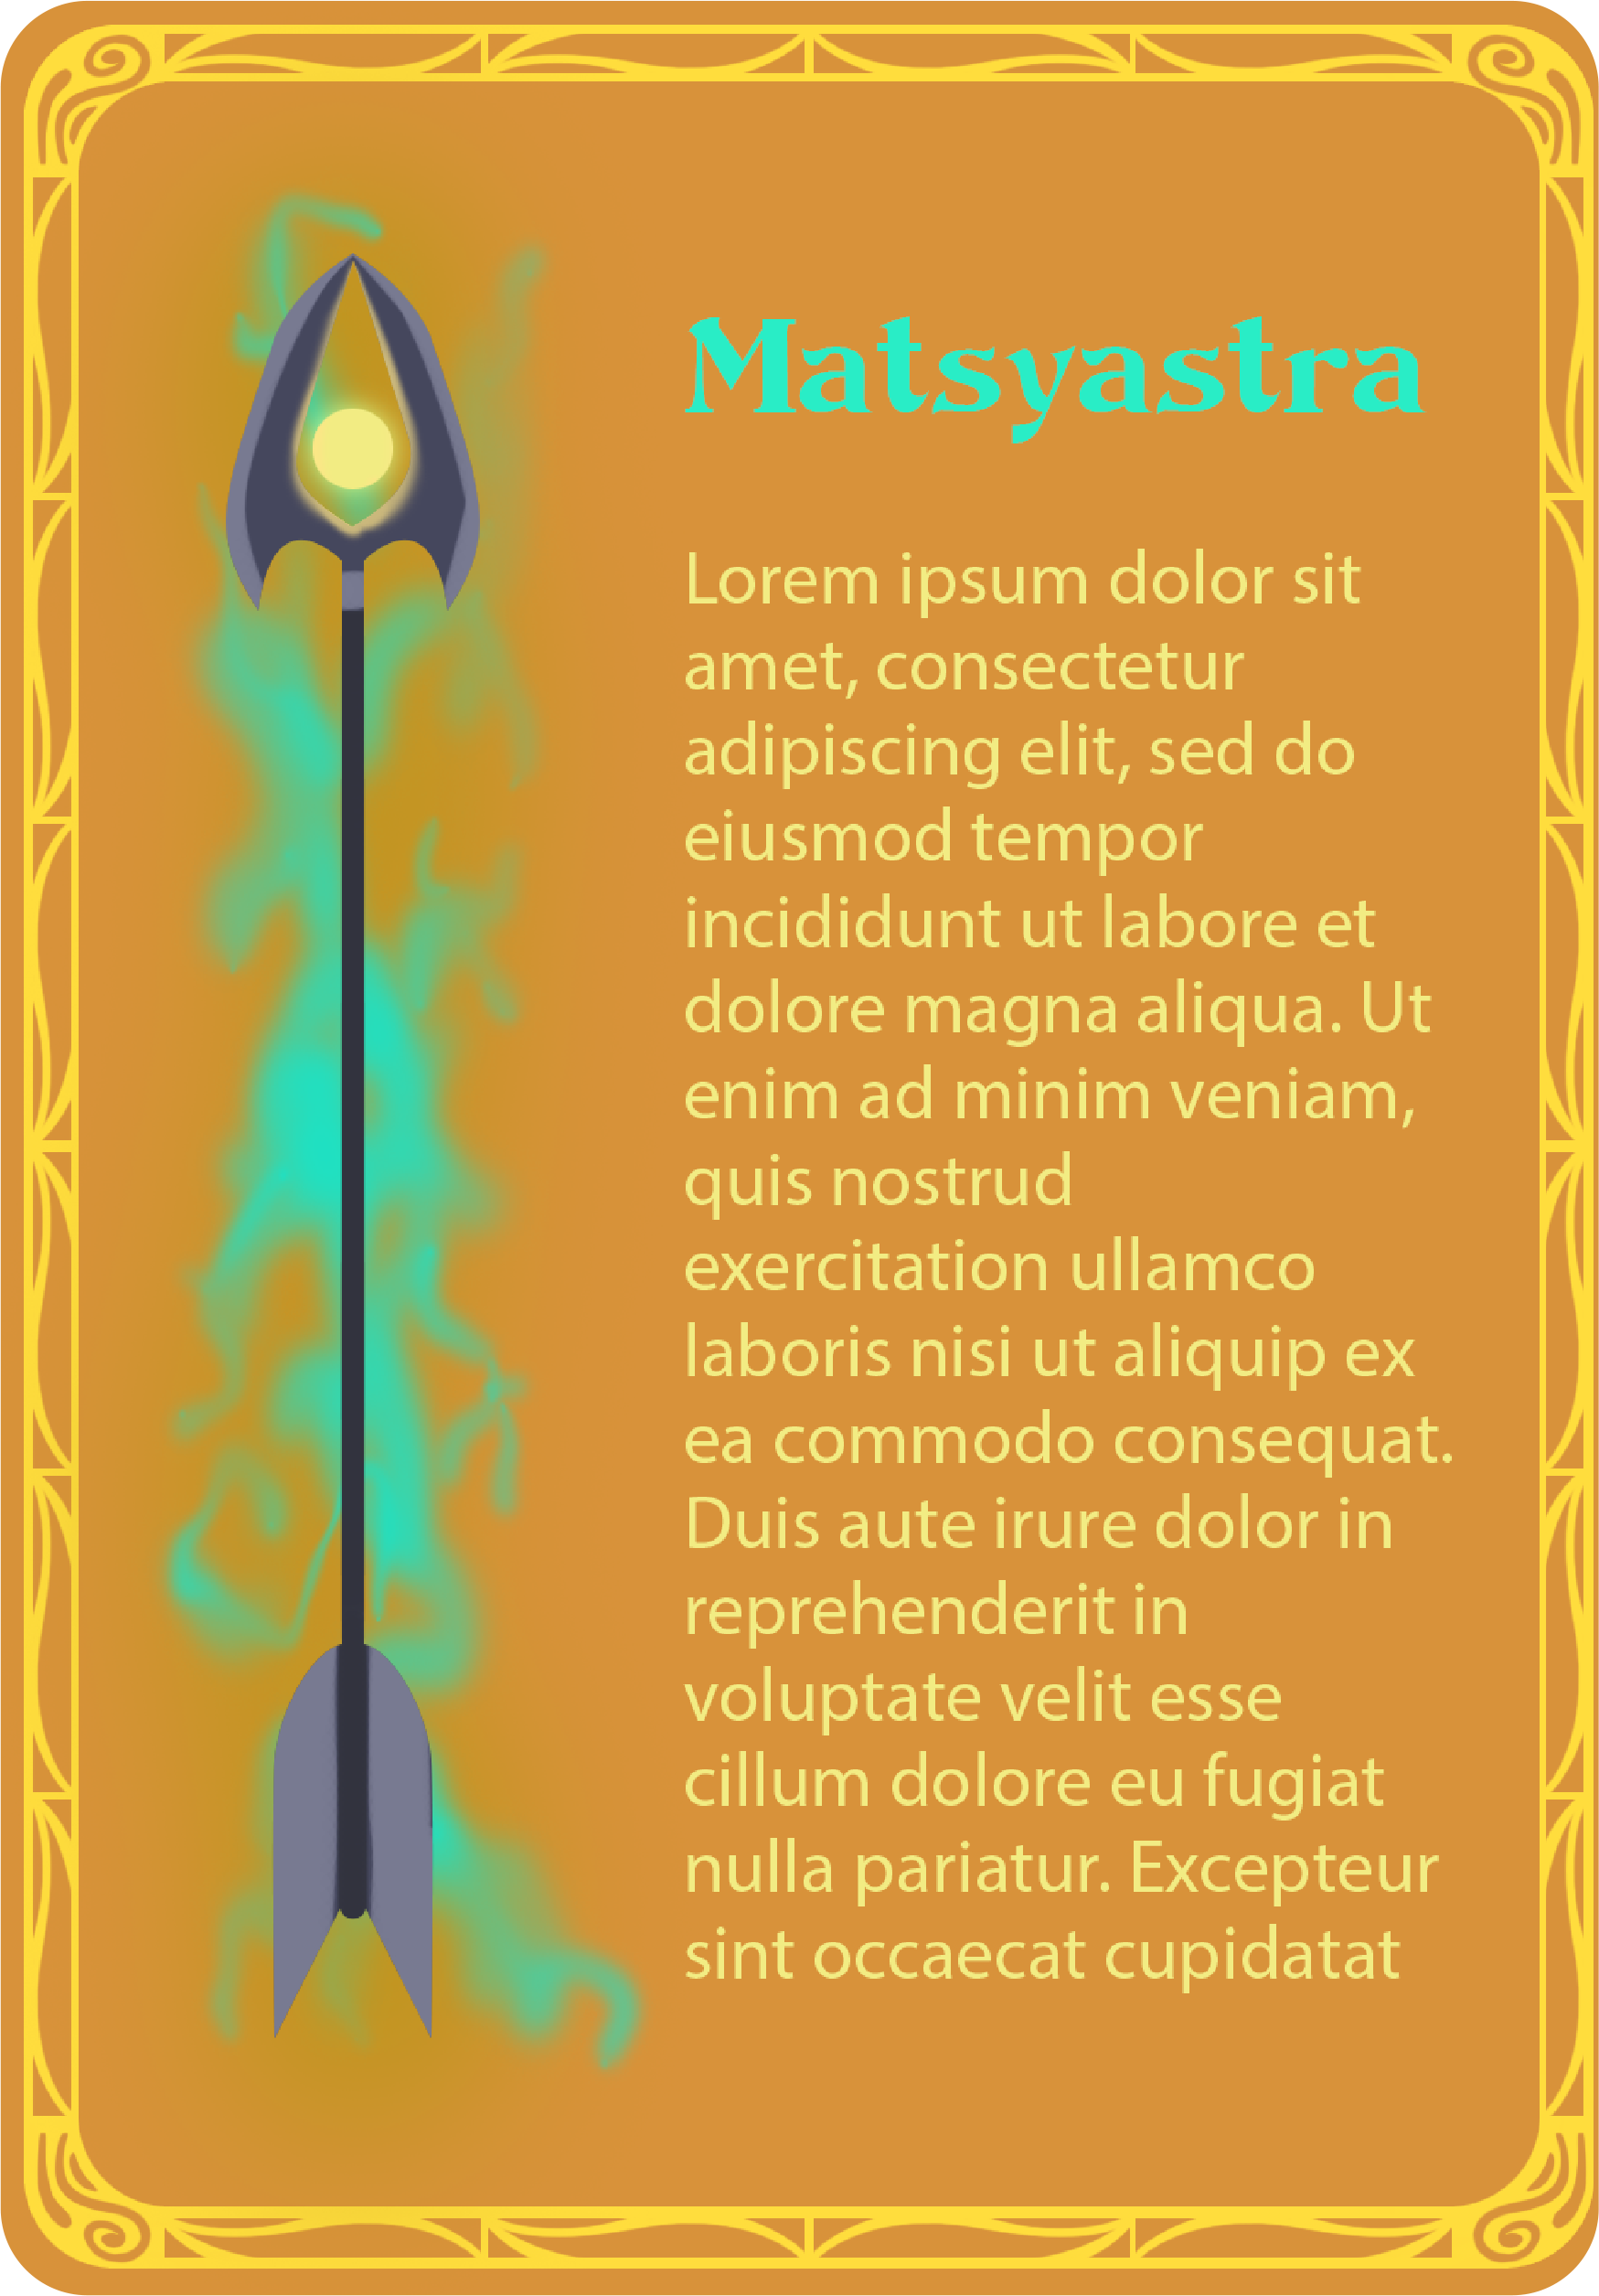 Matsyastra
Lorem ipsum dolor sit
amet, consectetur
adipiscing elit, sed do
eiusmod tempor
incididunt ut labore et
dolore magna aliqua. Ut
enim ad minim veniam,
quis nostrud
exercitation ullamco
laboris nisi ut aliquip ex
ea commodo consequat.
Duis aute irure dolor in
reprehenderit in
voluptate velit esse
cillum dolore eu fugiat
nulla pariatur. Excepteur
sint occaecat cupidatat